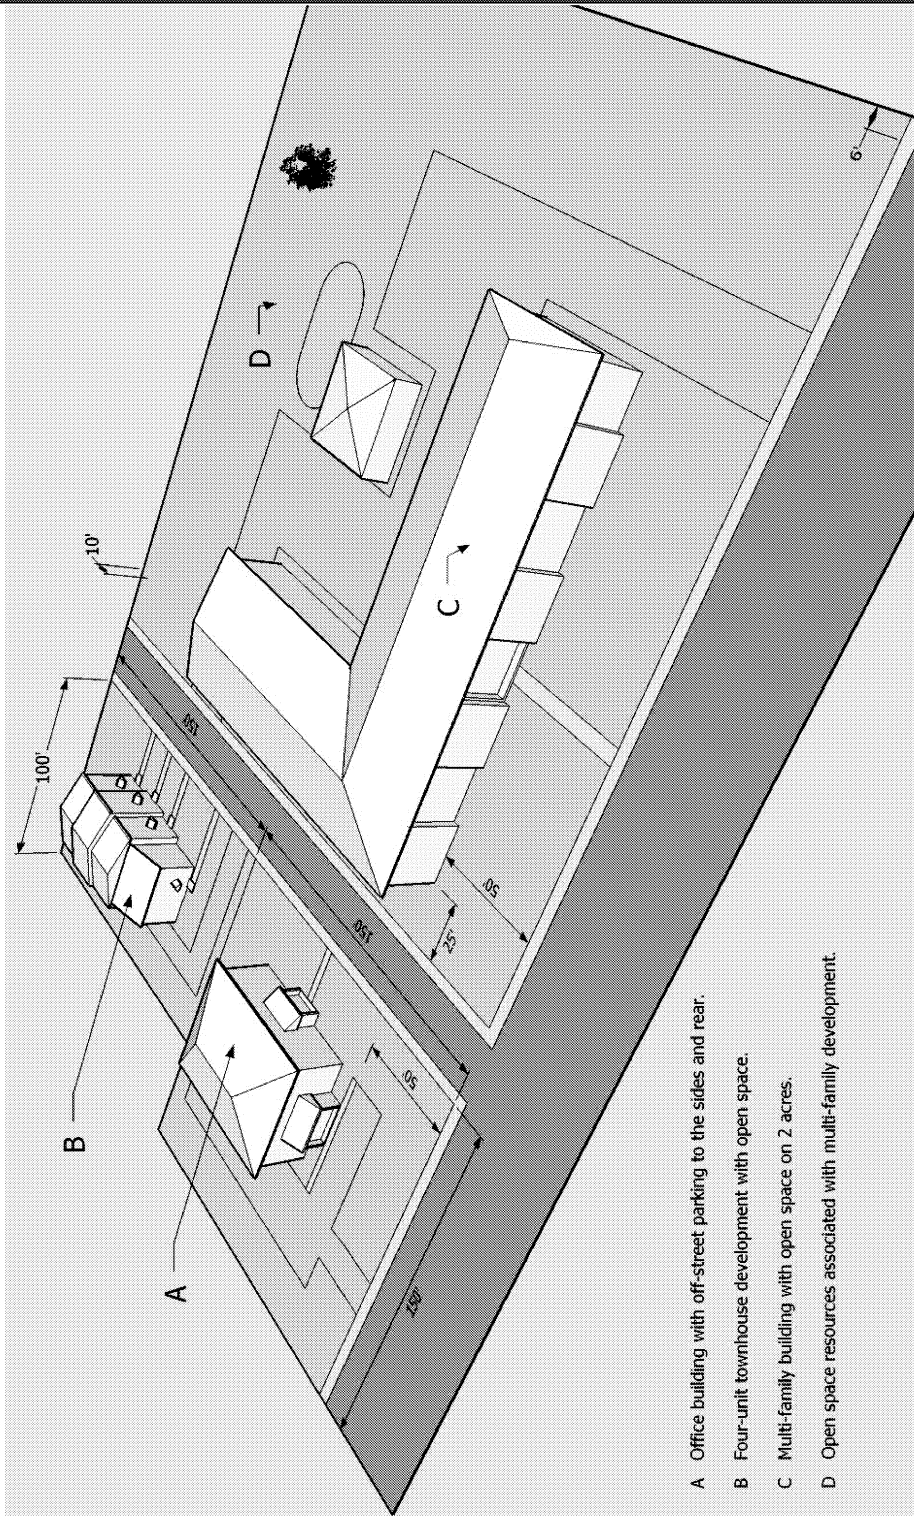 100'
10'
B
D
150'
150'
A
C
6'
50'
25'
50'
150'
A Office building with off-street parking to the sides and rear.
B Four-unit townhouse development with open space.
C Multi-family building with open space on 2 acres.
D Open space resources associated with multi-family development.